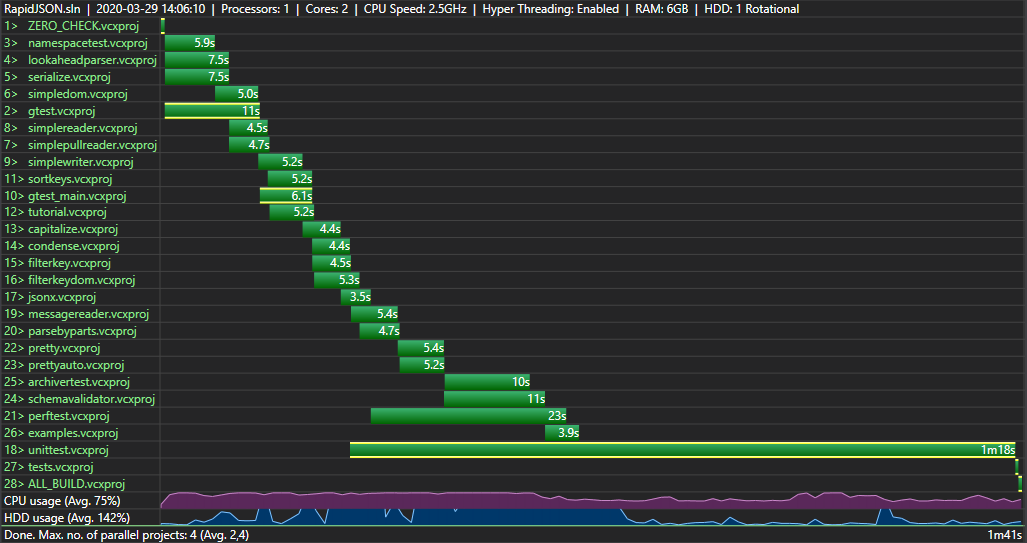 RapidJSON.sln | 2020-03-29 14:06:10 | Processors: 1 | Cores: 2 | CPU Speed: 2.5GHz | Hyper Threading: Enabled | RAM: 6GB | HDD: 1 Rotational
1> ZERO_CHECK.vcxproj
3> namespacetest.vcxproj 5.9s
4> lookaheadparser.vcxproj 7.5s
5> serialize.vcxproj 7.5s
6> simpledom.vcxproj 5.0s
2> gtest.vcxproj 11s
8> simplereader.vcxproj 4.5s
7> simplepullreader.vcxproj 4.7s
9> simplewriter.vcxproj 5.2s
11> sortkeys.vcxproj 5.2s
10> gtest_main.vcxproj 6.1s
12> tutorial.vcxproj 5.2s
13> capitalize.vcxproj 4.4s
14> condense.vcxproj 4.4s
15> filterkey.vcxproj 4.5s
16> filterkeydom.vcxproj 5.3s
17> jsonx.vcxproj 3.5s
19> messagereader.vcxproj 5.4s
20> parsebyparts.vcxproj 4.7s
22> pretty.vcxproj 5.4s
23> prettyauto.vcxproj 5.2s
25> archivertest.vcxproj 10s
24> schemavalidator.vcxproj 11s
21> perftest.vcxproj 23s
26> examples.vcxproj 3.9s
18> unittest.vcxproj 1m18s
27> tests.vcxproj
28> ALL_BUILD.vcxproj
CPU usage (Avg. 75%)
HDD usage (Avg. 142%)
Done. Max. no. of parallel projects: 4 (Avg. 2,4) 1m41s